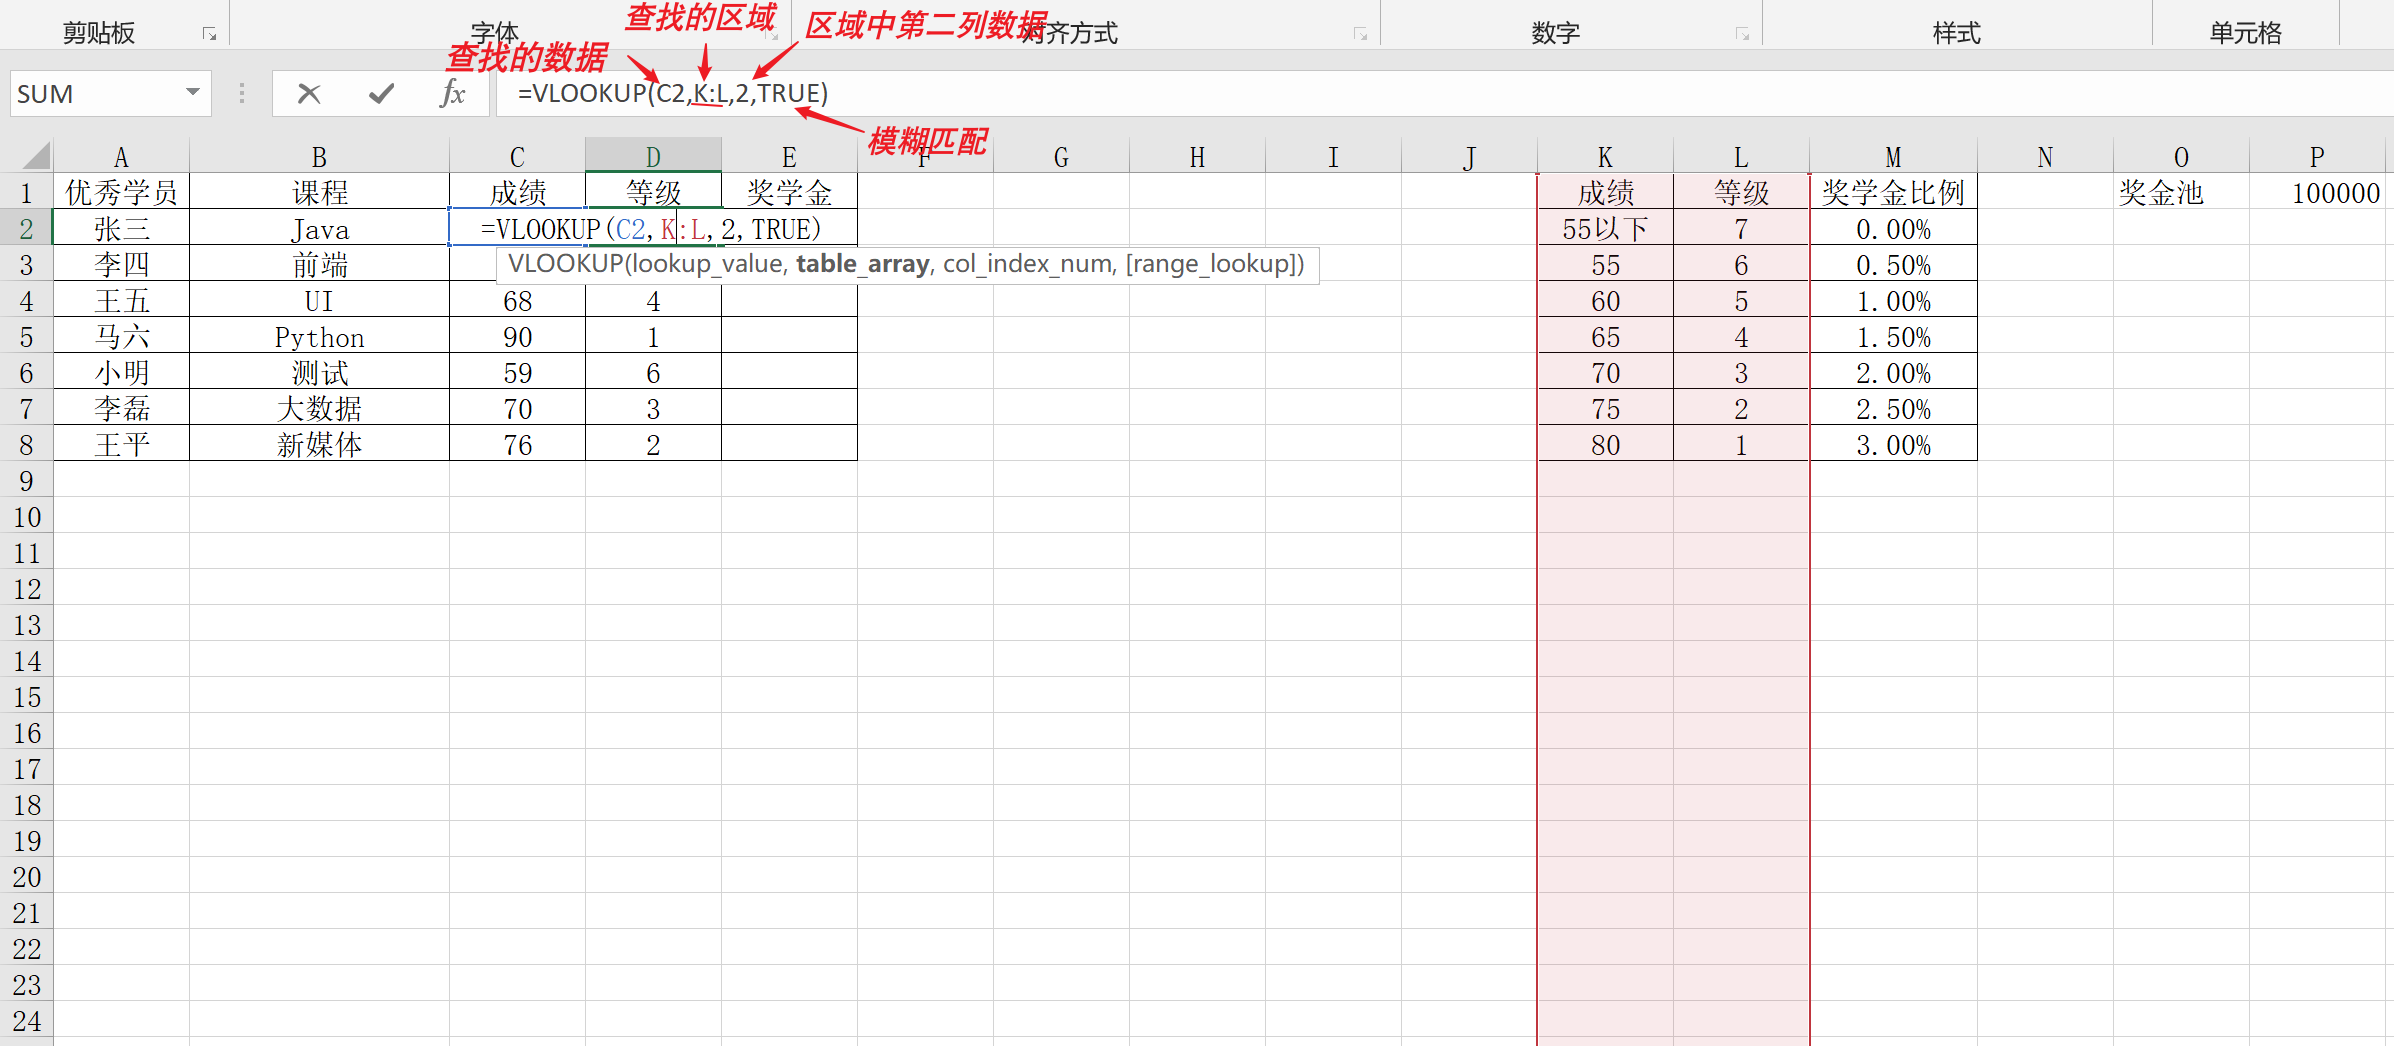 剪贴板 字体 对齐方式 数字 样式 单元格
查找的区域 区域中第二列数据
查找的数据
SUM fx =VLOOKUP(C2,K:L,2,TRUE)
模糊匹配
A B C D E F G H I J K L M N O P
1 优秀学员 课程 成绩 等级 奖学金 成绩 等级 奖学金比例 奖金池 100000
2 张三 Java =VLOOKUP(C2,K:L,2,TRUE) 55以下 7 0.00%
3 李四 前端 VLOOKUP(lookup_value, table_array, col_index_num, [range_lookup]) 55 6 0.50%
4 王五 UI 68 4 60 5 1.00%
5 马六 Python 90 1 65 4 1.50%
6 小明 测试 59 6 70 3 2.00%
7 李磊 大数据 70 3 75 2 2.50%
8 王平 新媒体 76 2 80 1 3.00%
9
10
11
12
13
14
15
16
17
18
19
20
21
22
23
24